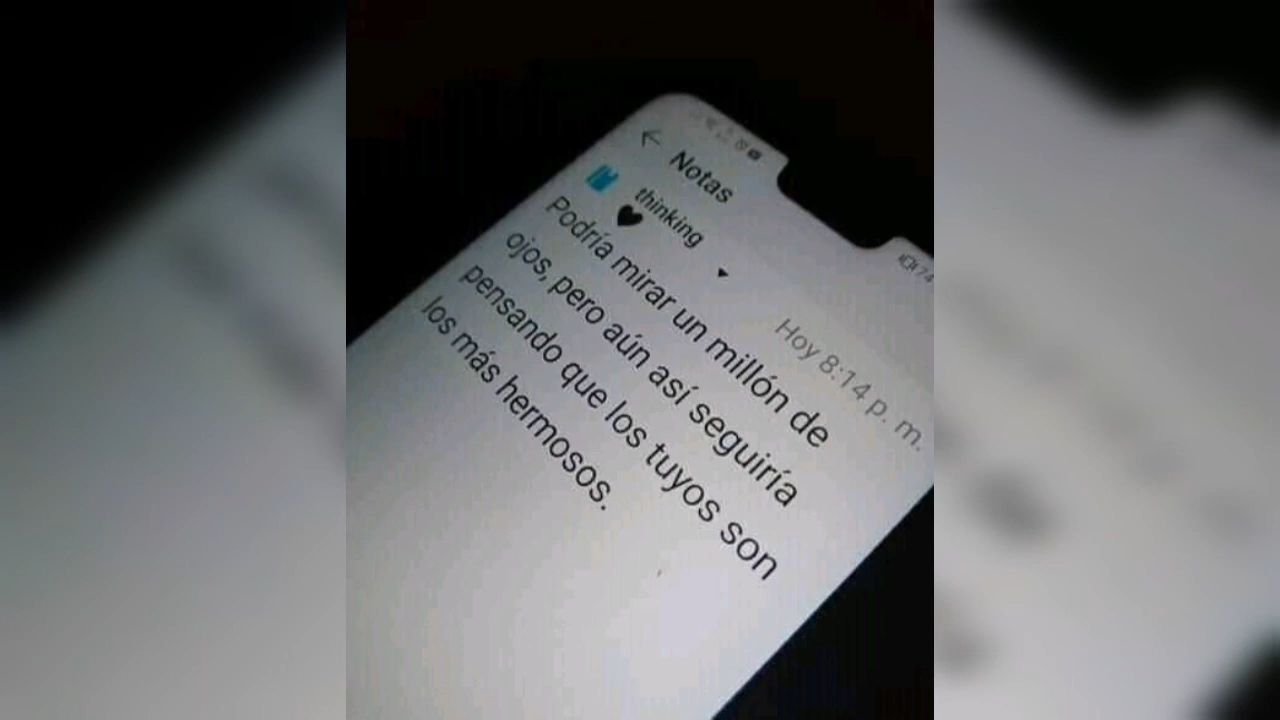 Notas
thinking
🖤
Hoy 8:14 p. m.
Podría mirar un millón de
ojos, pero aún así seguiría
pensando que los tuyos son
los más hermosos.